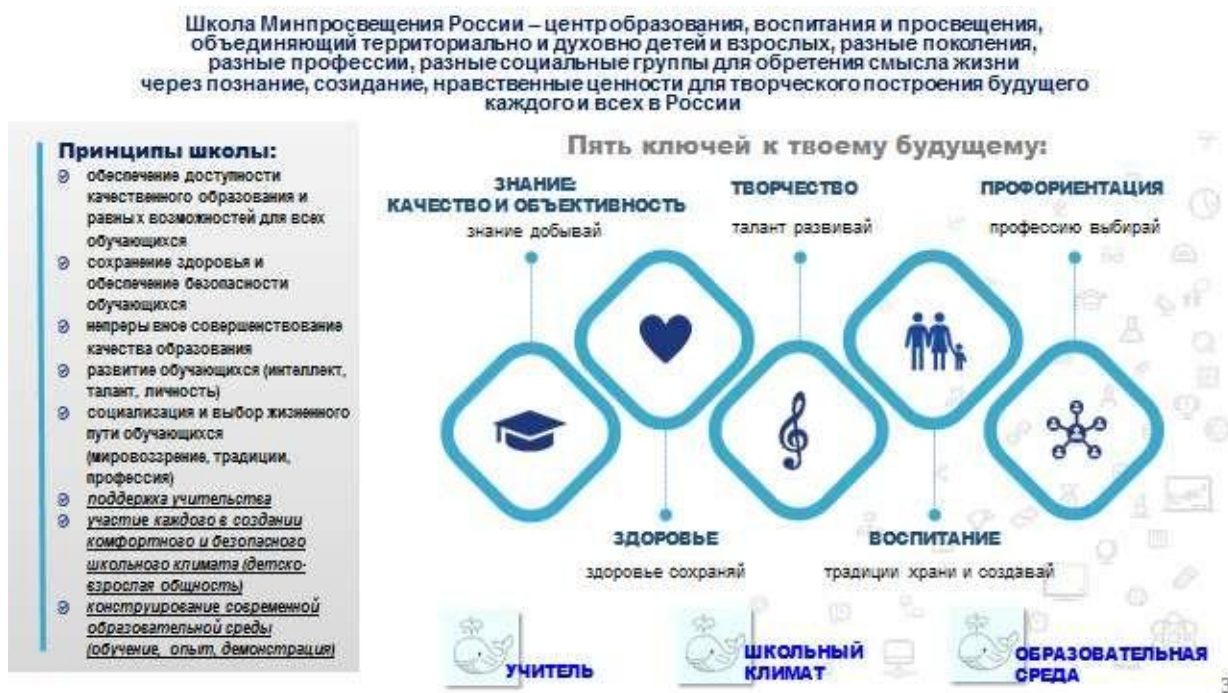 Школа Минпросвещения России – центр образования, воспитания и просвещения,
объединяющий территориально и духовно детей и взрослых, разные поколения,
разные профессии, разные социальные группы для обретения смысла жизни
через познание, созидание, нравственные ценности для творческого построения будущего
каждого и всех в России
Принципы школы:
обеспечение доступности
качественного образования и
равных возможностей для всех
обучающихся
сохранение здоровья и
обеспечение безопасности
обучающихся
непрерывное совершенствование
качества образования
развитие обучающихся (интеллект,
талант, личность)
социализация и выбор жизненного
пути обучающихся
(мировоззрение, традиции,
профессия)
поддержка учительства
участие каждого в создании
комфортного и безопасного
школьного климата (детско-
взрослая общность)
конструирование современной
образовательной среды
(обучение, опыт, демонстрация)
Пять ключей к твоему будущему:
ЗНАНИЕ:
КАЧЕСТВО И ОБЪЕКТИВНОСТЬ
знание добывай
ТВОРЧЕСТВО
талант развивай
ПРОФОРИЕНТАЦИЯ
профессию выбирай
ЗДОРОВЬЕ
здоровье сохраняй
ВОСПИТАНИЕ
традиции храни и создавай
УЧИТЕЛЬ
ШКОЛЬНЫЙ
КЛИМАТ
ОБРАЗОВАТЕЛЬНАЯ
СРЕДА